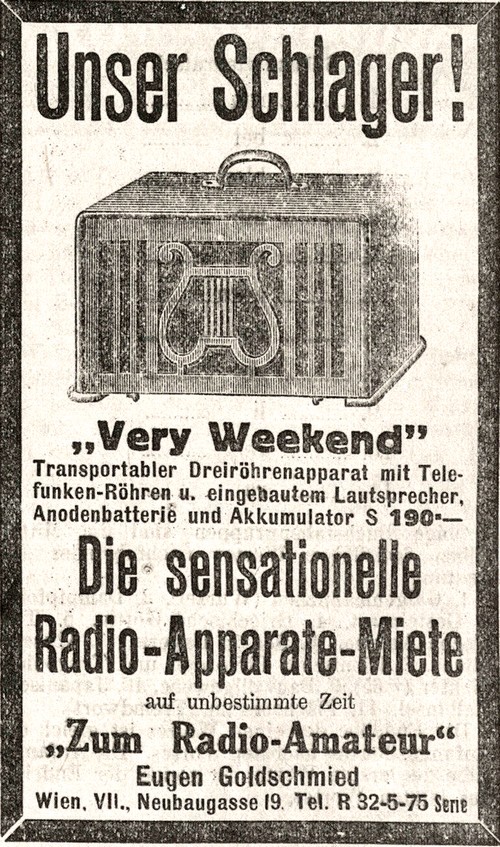 Unser Schlager!
„Very Weekend”
Transportabler Dreiröhrenapparat mit Tele-
funken-Röhren u. eingebautem Lautsprecher,
Anodenbatterie und Akkumulator S 190·—
Die sensationelle
Radio-Apparate-Miete
auf unbestimmte Zeit
„Zum Radio-Amateur“
Eugen Goldschmied
Wien, VII., Neubaugasse 19. Tel. R 32-5-75 Serie